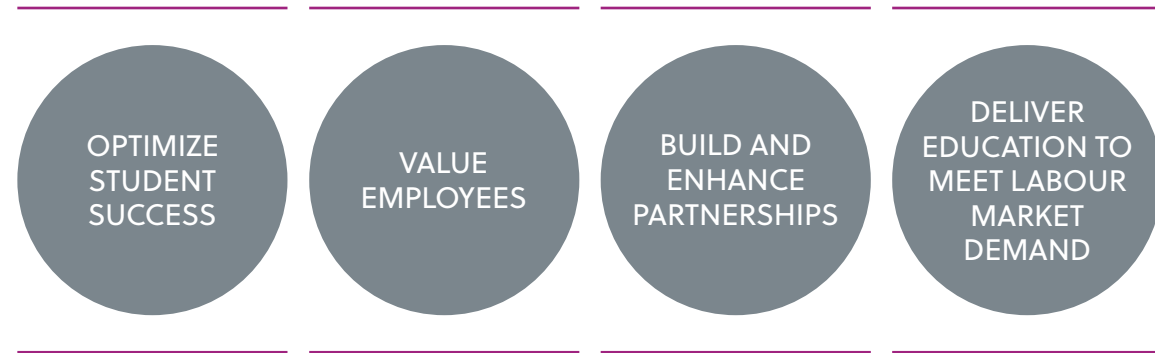 OPTIMIZE
STUDENT
SUCCESS
VALUE
EMPLOYEES
BUILD AND
ENHANCE
PARTNERSHIPS
DELIVER
EDUCATION TO
MEET LABOUR
MARKET
DEMAND